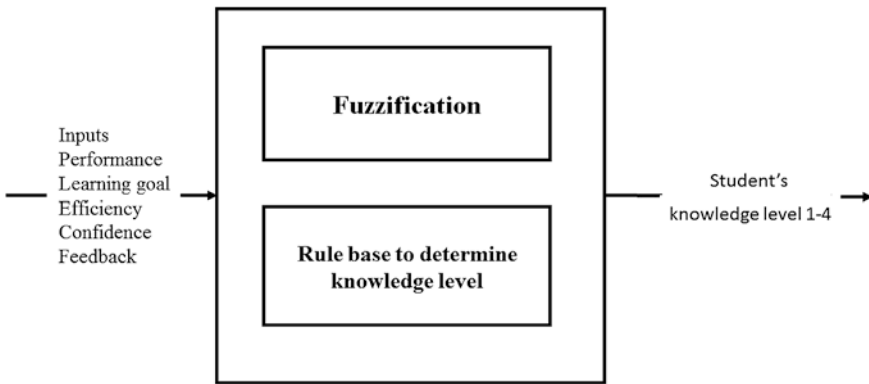 Inputs
Performance
Learning goal
Efficiency
Confidence
Feedback
Fuzzification
Rule base to determine
knowledge level
Student’s
knowledge level 1-4